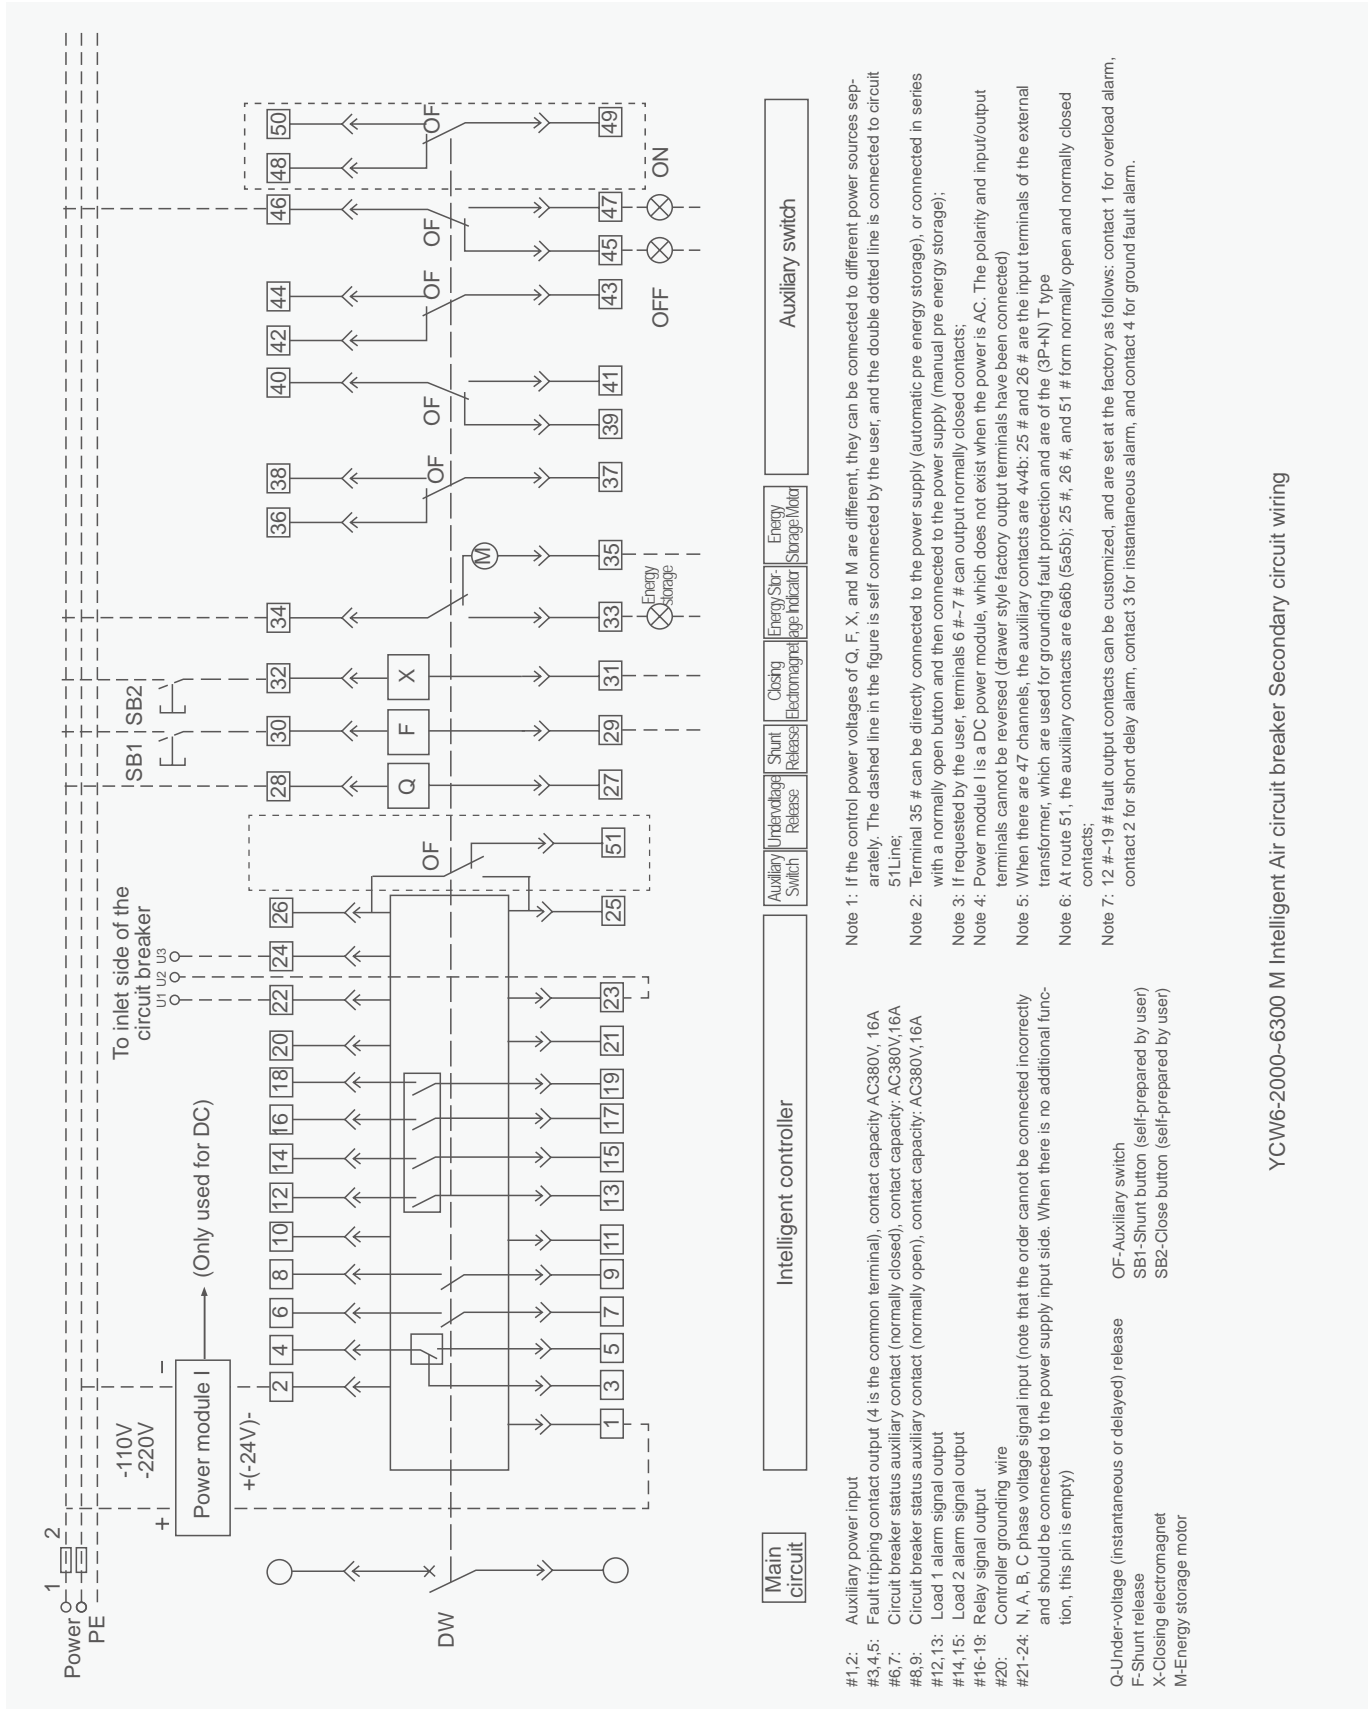 Power
PE
1
2
+
-
-110V
-220V
Power module I
(Only used for DC)
+(-24V)-
To inlet side of the
circuit breaker
U1 U2 U3
SB1
SB2
2 4 6 8 10 12 14 16 18 20 22 24 26 28 30 32 34 36 38 40 42 44 46 48 50
OF
Q
F
X
M
OF
OF
OF
OF
OF
DW
1 3 5 7 9 11 13 15 17 19 21 23 25 51 27 29 31 33 35 37 39 41 43 45 47 49
Energy
storage
OFF
ON
Main
circuit
Intelligent controller
Auxiliary
Switch
Undervoltage
Release
Shunt
Release
Closing
Electromagnet
Energy Stor-
age Indicator
Energy
Storage Motor
Auxiliary switch
#1,2: Auxiliary power input
#3,4,5: Fault tripping contact output (4 is the common terminal), contact capacity AC380V, 16A
#6,7: Circuit breaker status auxiliary contact (normally closed), contact capacity: AC380V,16A
#8,9: Circuit breaker status auxiliary contact (normally open), contact capacity: AC380V,16A
#12,13: Load 1 alarm signal output
#14,15: Load 2 alarm signal output
#16-19: Relay signal output
#20: Controller grounding wire
#21-24: N, A, B, C phase voltage signal input (note that the order cannot be connected incorrectly
and should be connected to the power supply input side. When there is no additional func-
tion, this pin is empty)
Q-Under-voltage (instantaneous or delayed) release
F-Shunt release
X-Closing electromagnet
M-Energy storage motor
OF-Auxiliary switch
SB1-Shunt button (self-prepared by user)
SB2-Close button (self-prepared by user)
Note 1: If the control power voltages of Q, F, X, and M are different, they can be connected to different power sources sep-
arately. The dashed line in the figure is self connected by the user, and the double dotted line is connected to circuit
51Line;
Note 2: Terminal 35 # can be directly connected to the power supply (automatic pre energy storage), or connected in series
with a normally open button and then connected to the power supply (manual pre energy storage);
Note 3: If requested by the user, terminals 6 #~7 # can output normally closed contacts;
Note 4: Power module I is a DC power module, which does not exist when the power is AC. The polarity and input/output
terminals cannot be reversed (drawer style factory output terminals have been connected)
Note 5: When there are 47 channels, the auxiliary contacts are 4v4b: 25 # and 26 # are the input terminals of the external
transformer, which are used for grounding fault protection and are of the (3P+N) T type
Note 6: At route 51, the auxiliary contacts are 6a6b (5a5b); 25 #, 26 #, and 51 # form normally open and normally closed
contacts;
Note 7: 12 #~19 # fault output contacts can be customized, and are set at the factory as follows: contact 1 for overload alarm,
contact 2 for short delay alarm, contact 3 for instantaneous alarm, and contact 4 for ground fault alarm.
YCW6-2000~6300 M Intelligent Air circuit breaker Secondary circuit wiring